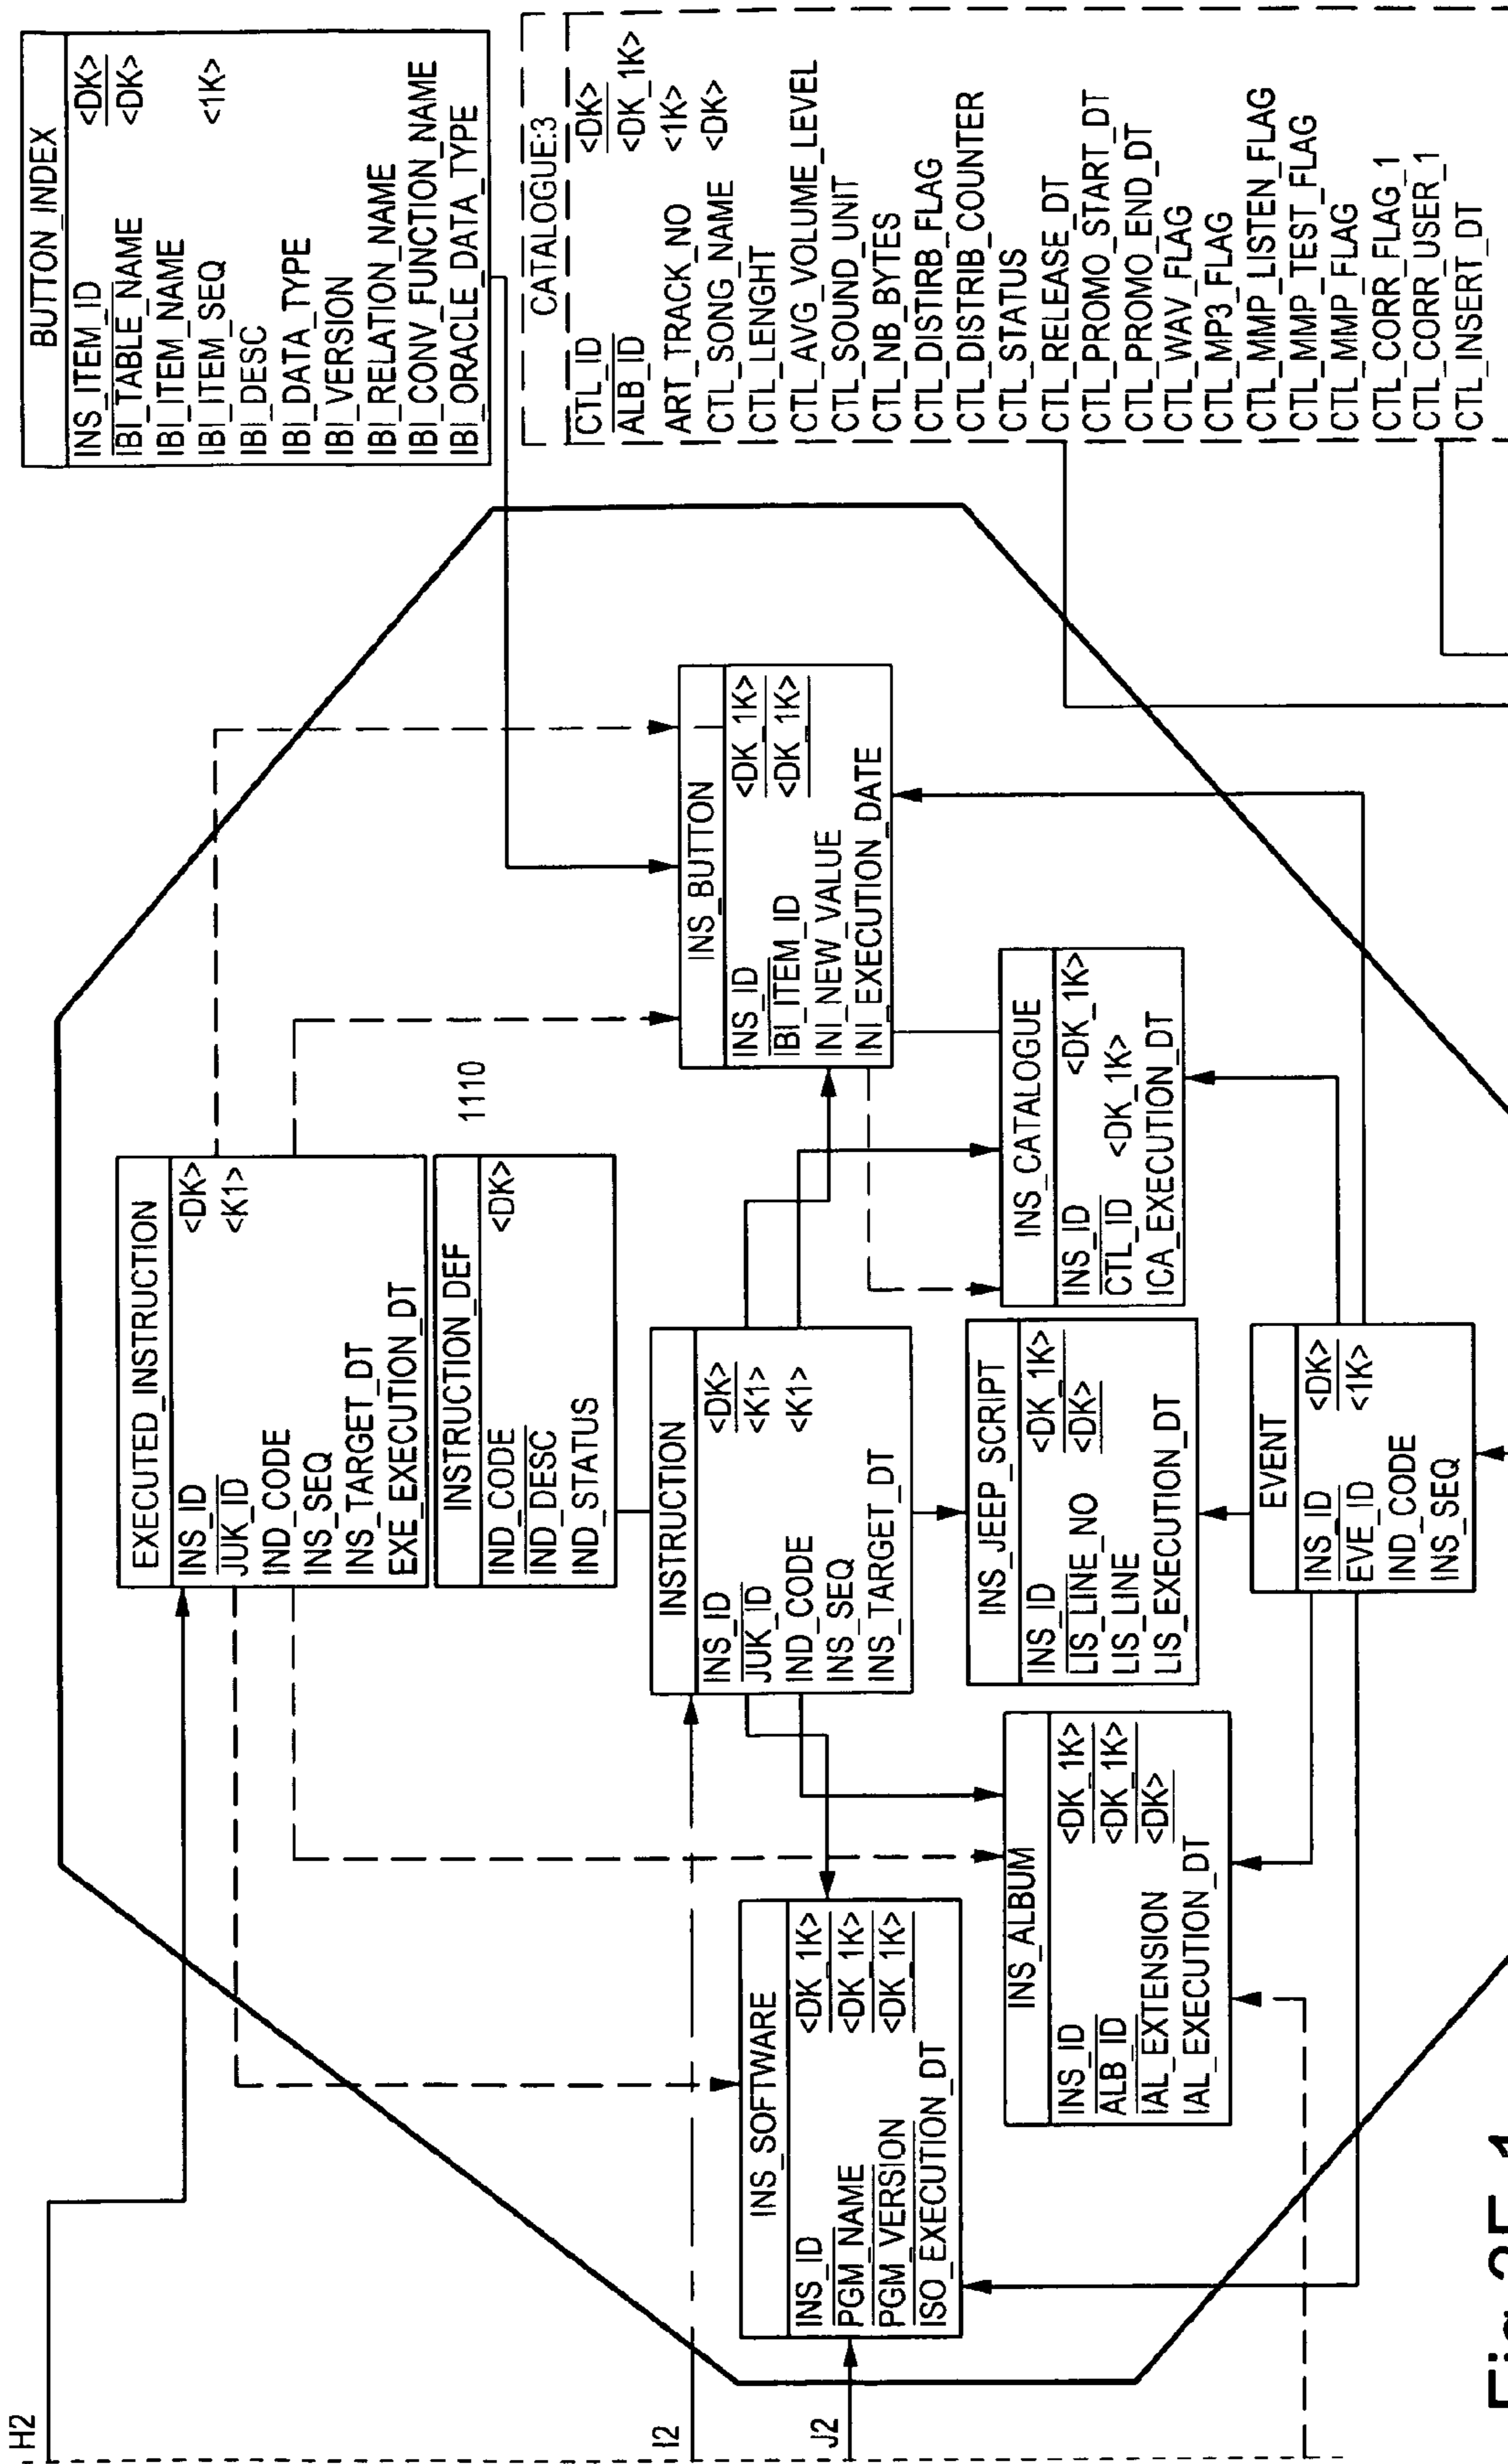 H2
I2
J2
EXECUTED_INSTRUCTION
INS_ID <DK>
JUK_ID <K1>
IND_CODE
INS_SEQ
INS_TARGET_DT
EXE_EXECUTION_DT
INSTRUCTION_DEF
IND_CODE <DK>
IND_DESC
IND_STATUS
1110
INSTRUCTION
INS_ID <DK>
JUK_ID <K1>
IND_CODE <K1>
INS_SEQ
INS_TARGET_DT
INS_SOFTWARE
INS_ID <DK_1K>
PGM_NAME <DK_1K>
PGM_VERSION <DK_1K>
ISO_EXECUTION_DT
INS_ALBUM
INS_ID <DK_1K>
ALB_ID <DK_1K>
IAL_EXTENSION <DK>
IAL_EXECUTION_DT
INS_JEEP_SCRIPT
INS_ID <DK_1K>
LIS_LINE_NO <DK>
LIS_LINE
LIS_EXECUTION_DT
INS_CATALOGUE
INS_ID <DK_1K>
CTL_ID <DK_1K>
ICA_EXECUTION_DT
INS_BUTTON
INS_ID <DK_1K>
IBI_ITEM_ID <DK_1K>
INI_NEW_VALUE
INI_EXECUTION_DATE
EVENT
INS_ID <DK>
EVE_ID <1K>
IND_CODE
INS_SEQ
BUTTON_INDEX
INS_ITEM_ID <DK>
IBI_TABLE_NAME <DK>
IBI_ITEM_NAME
IBI_ITEM_SEQ <1K>
IBI_DESC
IBI_DATA_TYPE
IBI_VERSION
IBI_RELATION_NAME
IBI_CONV_FUNCTION_NAME
IBI_ORACLE_DATA_TYPE
CATALOGUE:3
CTL_ID <DK>
ALB_ID <DK_1K>
ART_TRACK_NO <1K>
CTL_SONG_NAME <DK>
CTL_LENGHT
CTL_AVG_VOLUME_LEVEL
CTL_SOUND_UNIT
CTL_NB_BYTES
CTL_DISTIRB_FLAG
CTL_DISTRIB_COUNTER
CTL_STATUS
CTL_RELEASE_DT
CTL_PROMO_START_DT
CTL_PROMO_END_DT
CTL_WAV_FLAG
CTL_MP3_FLAG
CTL_MMP_LISTEN_FLAG
CTL_MMP_TEST_FLAG
CTL_MMP_FLAG
CTL_CORR_FLAG_1
CTL_CORR_USER_1
CTL_INSERT_DT